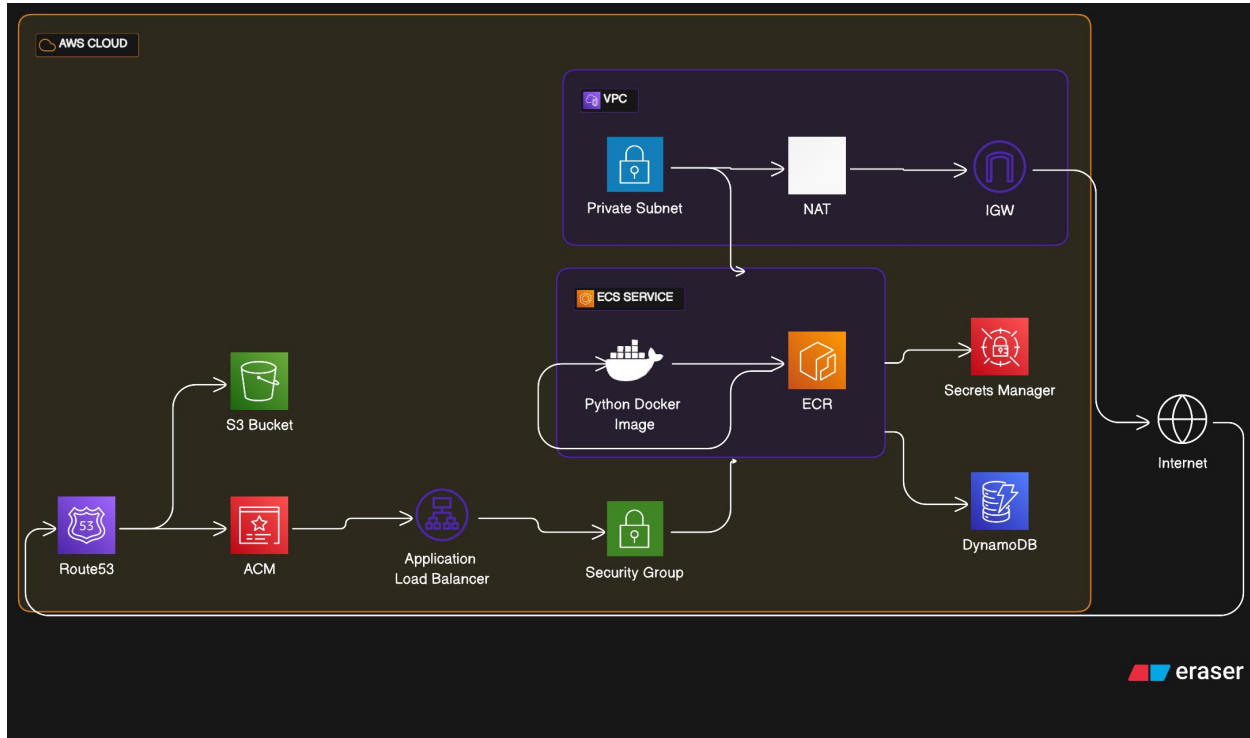 AWS CLOUD
VPC
Private Subnet
NAT
IGW
ECS SERVICE
Python Docker
Image
ECR
Secrets Manager
S3 Bucket
Internet
53
Route53
ACM
Application
Load Balancer
Security Group
DynamoDB
eraser